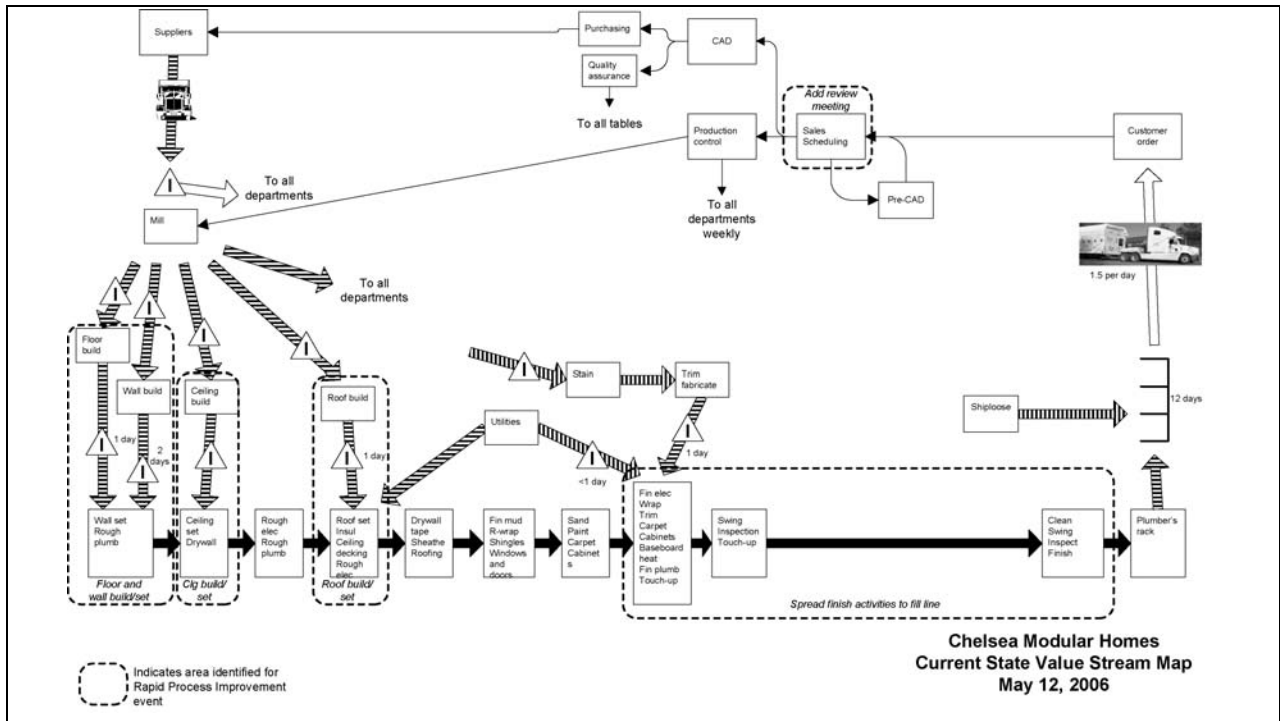 Suppliers
Purchasing
CAD
Quality
assurance
To all tables
Add review
meeting
Production
control
Sales
Scheduling
Customer
order
Pre-CAD
To all
departments
weekly
I
To all
departments
Mill
1.5 per day
I
I
I
I
To all
departments
Floor
build
Wall build
Ceiling
build
Roof build
I
Stain
Trim
fabricate
Utilities
Shiploose
12 days
I
1 day
I
2
days
I
I
1 day
I
<1 day
I
1 day
Wall set
Rough
plumb
Ceiling
set
Drywall
Rough
elec
Rough
plumb
Roof set
Insul
Ceiling
decking
Rough
elec
Drywall
tape
Sheathe
Roofing
Fin mud
R-wrap
Shingles
Windows
and
doors
Sand
Paint
Carpet
Cabinet
s
Fin elec
Wrap
Trim
Carpet
Cabinets
Baseboard
heat
Fin plumb
Touch-up
Swing
Inspection
Touch-up
Clean
Swing
Inspect
Finish
Plumber's
rack
Floor and
wall build/set
Clg build/
set
Roof build/
set
Spread finish activities to fill line
Indicates area identified for
Rapid Process Improvement
event
Chelsea Modular Homes
Current State Value Stream Map
May 12, 2006